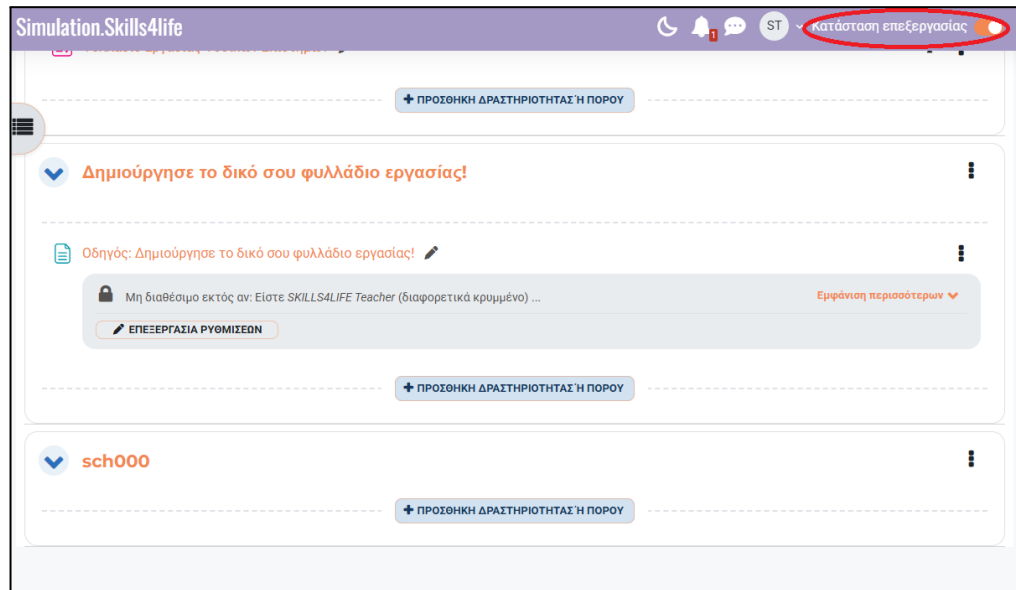 Simulation.Skills4life
1
ST
Κατάσταση επεξεργασίας
+ ΠΡΟΣΘΗΚΗ ΔΡΑΣΤΗΡΙΟΤΗΤΑΣ Ή ΠΟΡΟΥ
Δημιούργησε το δικό σου φυλλάδιο εργασίας!
Οδηγός: Δημιούργησε το δικό σου φυλλάδιο εργασίας!
Μη διαθέσιμο εκτός αν: Είστε SKILLS4LIFE Teacher (διαφορετικά κρυμμένο) ...
Εμφάνιση περισσότερων
ΕΠΕΞΕΡΓΑΣΙΑ ΡΥΘΜΙΣΕΩΝ
+ ΠΡΟΣΘΗΚΗ ΔΡΑΣΤΗΡΙΟΤΗΤΑΣ Ή ΠΟΡΟΥ
sch000
+ ΠΡΟΣΘΗΚΗ ΔΡΑΣΤΗΡΙΟΤΗΤΑΣ Ή ΠΟΡΟΥ